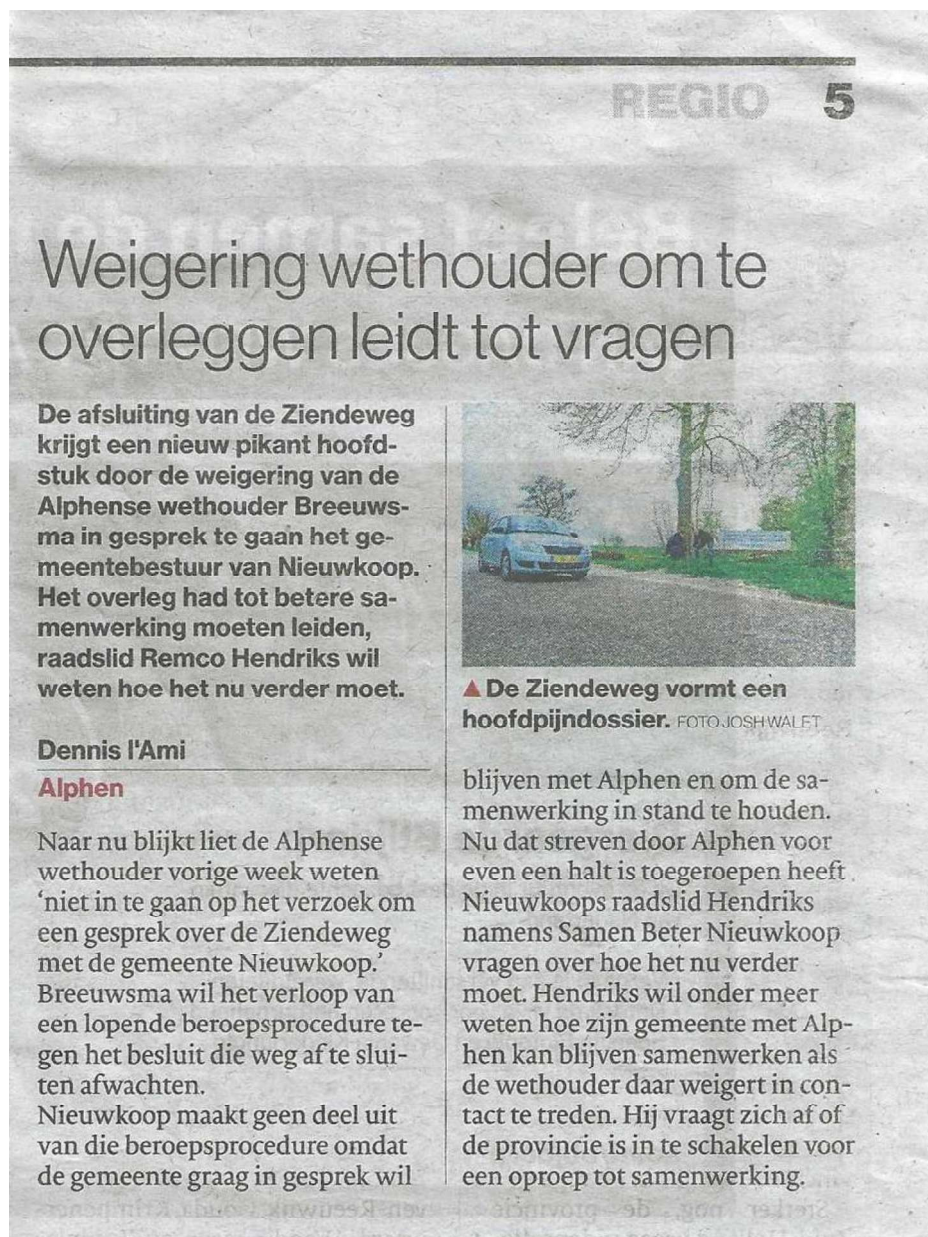 REGIO 5
Weigering wethouder om te
overleggen leidt tot vragen
De afsluiting van de Ziendeweg
krijgt een nieuw pikant hoofd-
stuk door de weigering van de
Alphense wethouder Breeuws-
ma in gesprek te gaan het ge-
meentebestuur van Nieuwkoop.
Het overleg had tot betere sa-
menwerking moeten leiden,
raadslid Remco Hendriks wil
weten hoe het nu verder moet.
Dennis l'Ami
Alphen
Naar nu blijkt liet de Alphense
wethouder vorige week weten
‘niet in te gaan op het verzoek om
een gesprek over de Ziendeweg
met de gemeente Nieuwkoop.’
Breeuwsma wil het verloop van
een lopende beroepsprocedure te-
gen het besluit die weg af te slui-
ten afwachten.
Nieuwkoop maakt geen deel uit
van die beroepsprocedure omdat
de gemeente graag in gesprek wil
▲ De Ziendeweg vormt een
hoofdpijndossier. FOTO JOSH WALET
blijven met Alphen en om de sa-
menwerking in stand te houden.
Nu dat streven door Alphen voor
even een halt is toegeroepen heeft
Nieuwkoops raadslid Hendriks
namens Samen Beter Nieuwkoop
vragen over hoe het nu verder
moet. Hendriks wil onder meer
weten hoe zijn gemeente met Alp-
hen kan blijven samenwerken als
de wethouder daar weigert in con-
tact te treden. Hij vraagt zich af of
de provincie is in te schakelen voor
een oproep tot samenwerking.